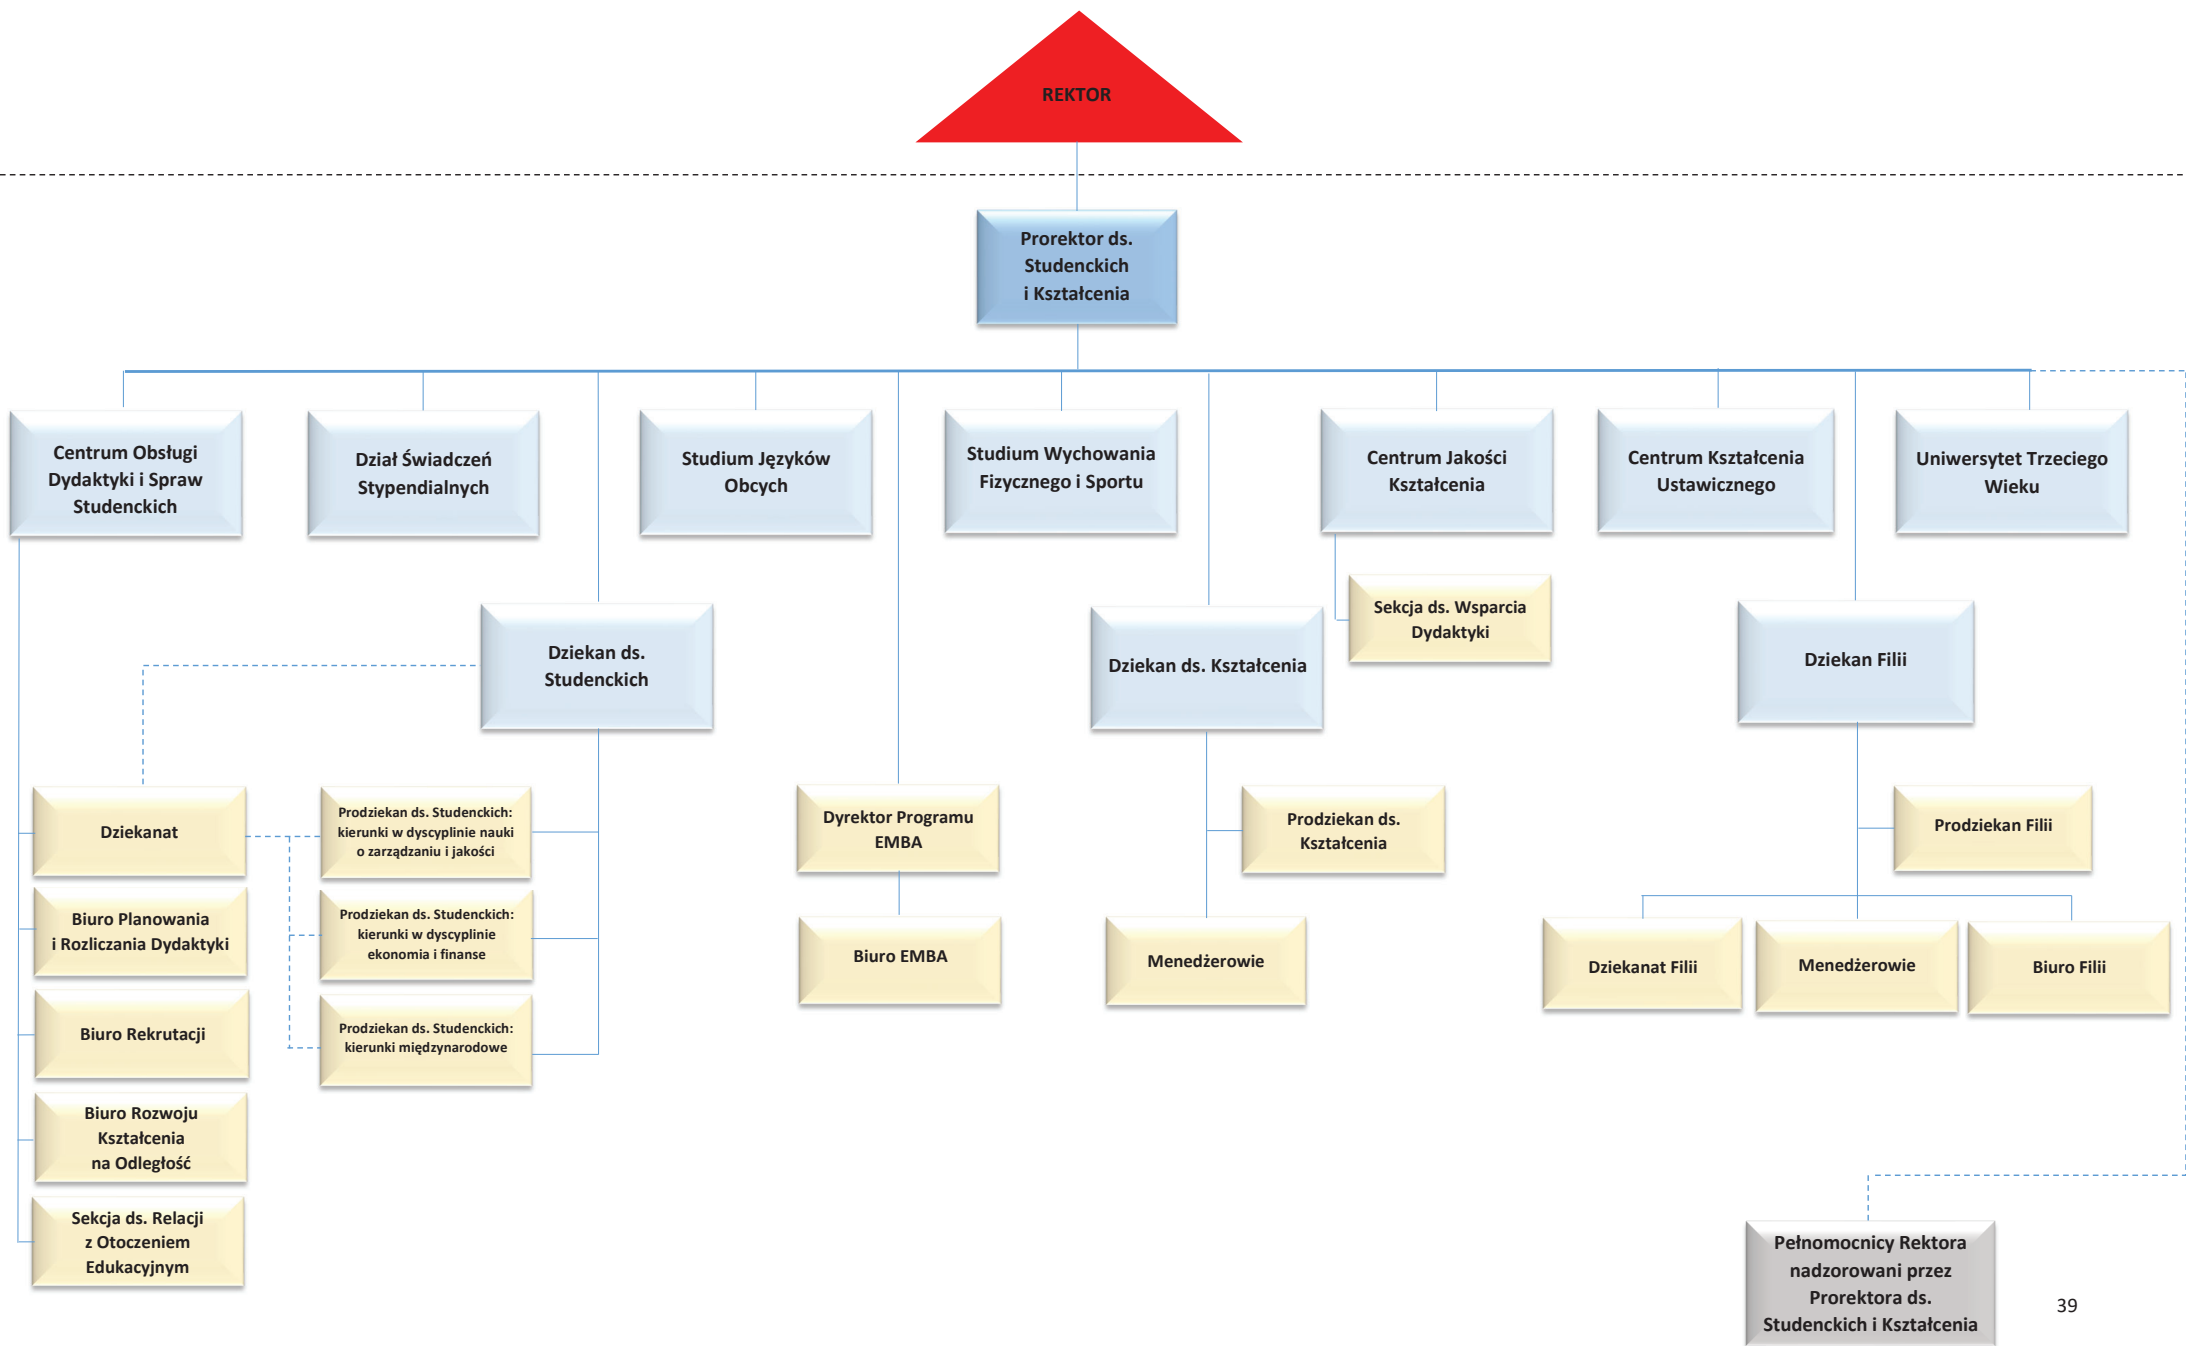 REKTOR
Prorektor ds.
Studenckich
i Kształcenia
Centrum Obsługi
Dydaktyki i Spraw
Studenckich
Dział Świadczeń
Stypendialnych
Studium Języków
Obcych
Studium Wychowania
Fizycznego i Sportu
Centrum Jakości
Kształcenia
Centrum Kształcenia
Ustawicznego
Uniwersytet Trzeciego
Wieku
Sekcja ds. Wsparcia
Dydaktyki
Dziekan ds.
Studenckich
Dziekan ds. Kształcenia
Dziekan Filii
Dziekanat
Prodziekan ds. Studenckich:
kierunki w dyscyplinie nauki
o zarządzaniu i jakości
Dyrektor Programu
EMBA
Prodziekan ds.
Kształcenia
Prodziekan Filii
Biuro Planowania
i Rozliczania Dydaktyki
Prodziekan ds. Studenckich:
kierunki w dyscyplinie
ekonomia i finanse
Biuro EMBA
Menedżerowie
Dziekanat Filii
Menedżerowie
Biuro Filii
Biuro Rekrutacji
Prodziekan ds. Studenckich:
kierunki międzynarodowe
Biuro Rozwoju
Kształcenia
na Odległość
Sekcja ds. Relacji
z Otoczeniem
Edukacyjnym
Pełnomocnicy Rektora
nadzorowani przez
Prorektora ds.
Studenckich i Kształcenia
39